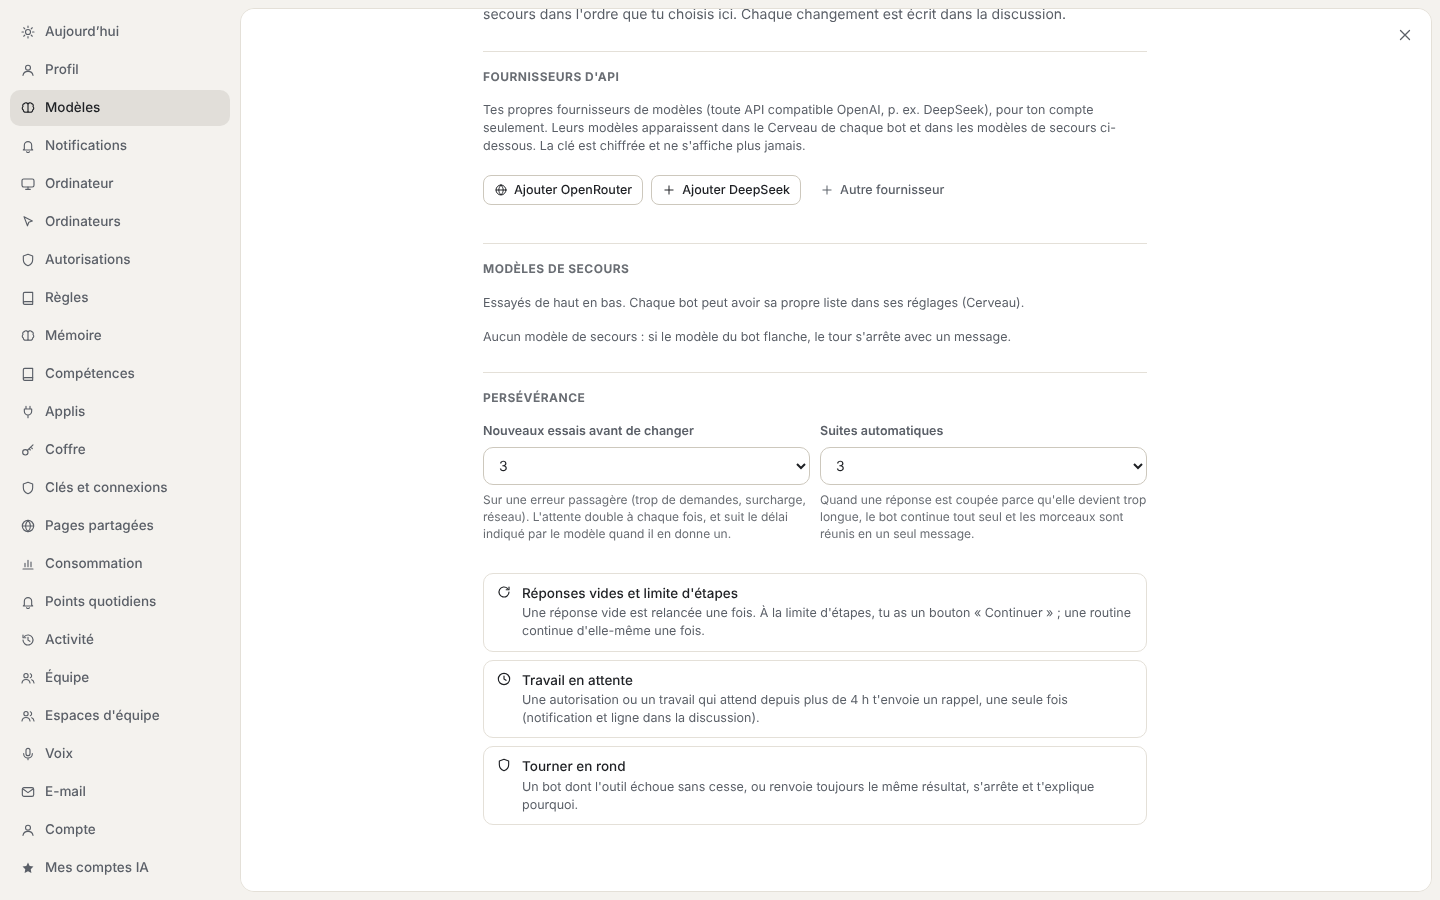 Aujourd'hui
Profil
Modèles
Notifications
Ordinateur
Ordinateurs
Autorisations
Règles
Mémoire
Compétences
Applis
Coffre
Clés et connexions
Pages partagées
Consommation
Points quotidiens
Activité
Équipe
Espaces d'équipe
Voix
E-mail
Compte
Mes comptes IA
secours dans l'ordre que tu choisis ici. Chaque changement est écrit dans la discussion.
FOURNISSEURS D'API
Tes propres fournisseurs de modèles (toute API compatible OpenAI, p. ex. DeepSeek), pour ton compte
seulement. Leurs modèles apparaissent dans le Cerveau de chaque bot et dans les modèles de secours ci-
dessous. La clé est chiffrée et ne s'affiche plus jamais.
Ajouter OpenRouter
Ajouter DeepSeek
Autre fournisseur
MODÈLES DE SECOURS
Essayés de haut en bas. Chaque bot peut avoir sa propre liste dans ses réglages (Cerveau).
Aucun modèle de secours : si le modèle du bot flanche, le tour s'arrête avec un message.
PERSÉVÉRANCE
Nouveaux essais avant de changer
3
Sur une erreur passagère (trop de demandes, surcharge,
réseau). L'attente double à chaque fois, et suit le délai
indiqué par le modèle quand il en donne un.
Suites automatiques
3
Quand une réponse est coupée parce qu'elle devient trop
longue, le bot continue tout seul et les morceaux sont
réunis en un seul message.
Réponses vides et limite d'étapes
Une réponse vide est relancée une fois. À la limite d'étapes, tu as un bouton « Continuer » ; une routine
continue d'elle-même une fois.
Travail en attente
Une autorisation ou un travail qui attend depuis plus de 4 h t'envoie un rappel, une seule fois
(notification et ligne dans la discussion).
Tourner en rond
Un bot dont l'outil échoue sans cesse, ou renvoie toujours le même résultat, s'arrête et t'explique
pourquoi.